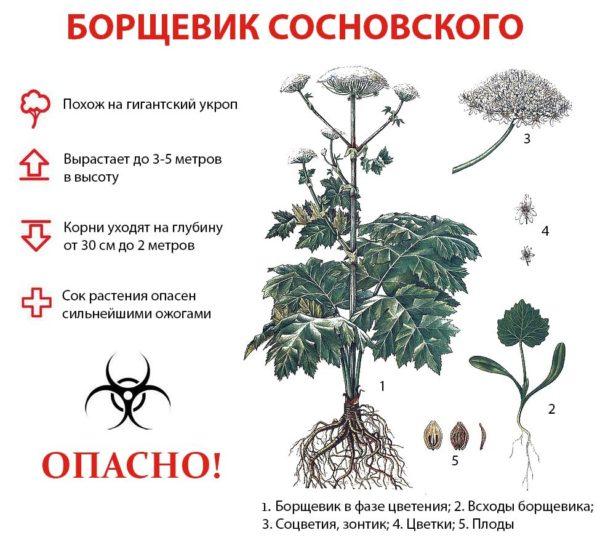 БОРЩЕВИК СОСНОВСКОГО
Похож на гигантский укроп
Вырастает до 3-5 метров
в высоту
Корни уходят на глубину
от 30 см до 2 метров
Сок растения опасен
сильнейшими ожогами
ОПАСНО!
3
4
1
2
5
1. Борщевик в фазе цветения; 2. Всходы борщевика;
3. Соцветия, зонтик; 4. Цветки; 5. Плоды